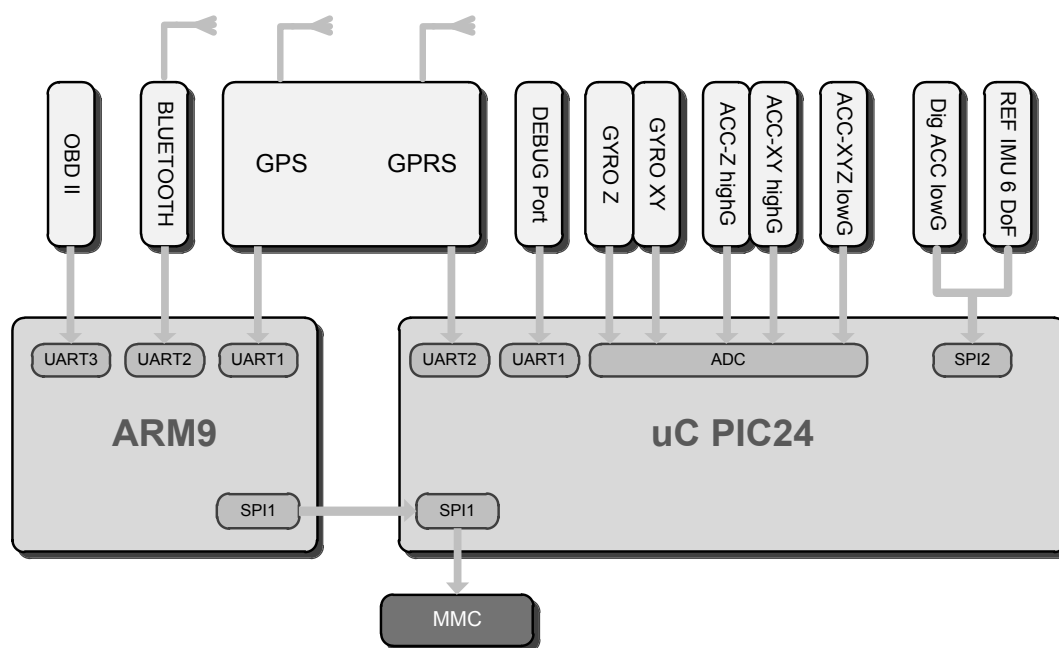 OBD II
BLUETOOTH
GPS
GPRS
DEBUG Port
GYRO Z
GYRO XY
ACC-Z highG
ACC-XY highG
ACC-XYZ lowG
Dig ACC lowG
REF IMU 6 DoF
UART3
UART2
UART1
UART2
UART1
ADC
SPI2
ARM9
uC PIC24
SPI1
SPI1
MMC